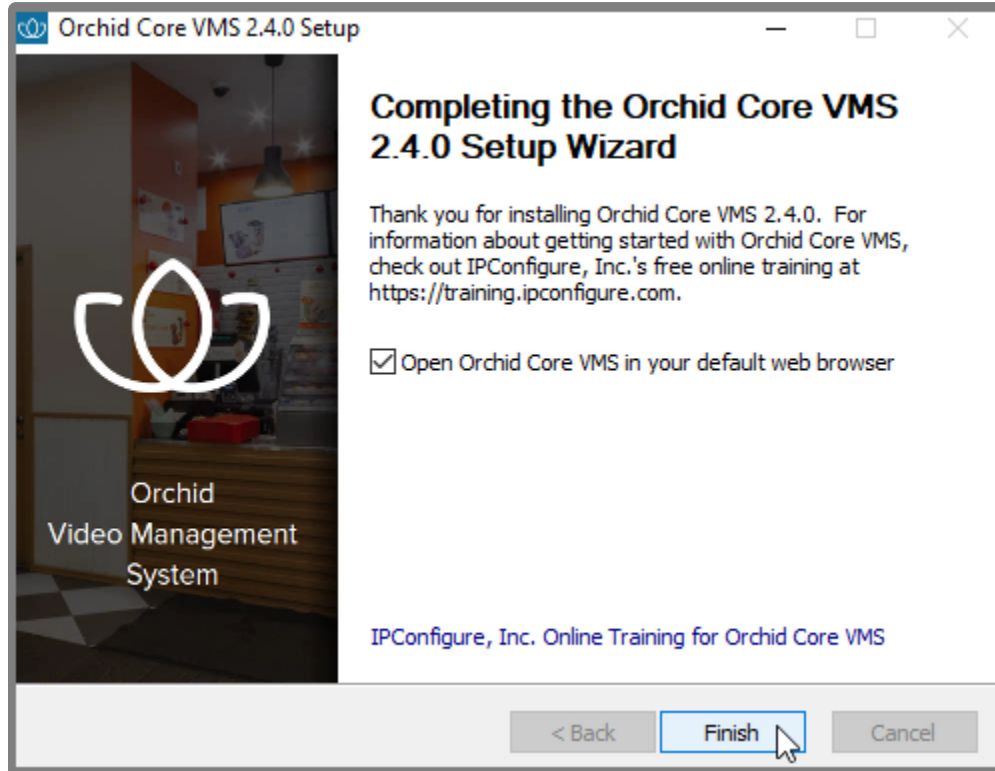 Orchid Core VMS 2.4.0 Setup
Completing the Orchid Core VMS
2.4.0 Setup Wizard
Thank you for installing Orchid Core VMS 2.4.0. For
information about getting started with Orchid Core VMS,
check out IPConfigure, Inc.'s free online training at
https://training.ipconfigure.com.
Open Orchid Core VMS in your default web browser
Orchid
Video Management
System
IPConfigure, Inc. Online Training for Orchid Core VMS
< Back
Finish
Cancel